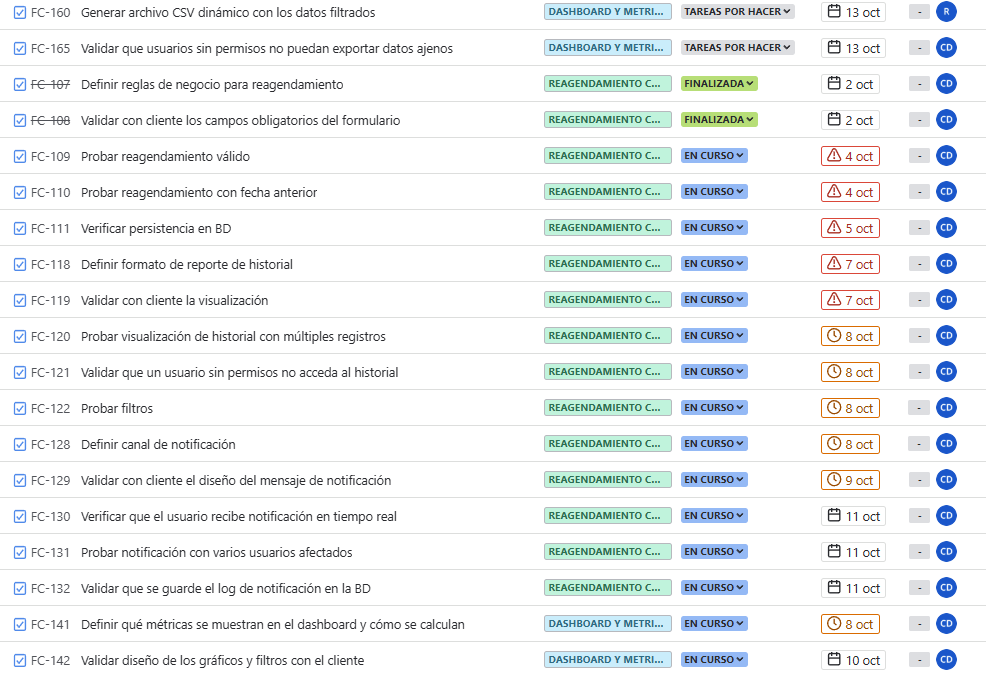 FC-160 Generar archivo CSV dinámico con los datos filtrados DASHBOARD Y METRI... TAREAS POR HACER 13 oct - R
FC-165 Validar que usuarios sin permisos no puedan exportar datos ajenos DASHBOARD Y METRI... TAREAS POR HACER 13 oct - CD
FC-107 Definir reglas de negocio para reagendamiento REAGENDAMIENTO C... FINALIZADA 2 oct - CD
FC-108 Validar con cliente los campos obligatorios del formulario REAGENDAMIENTO C... FINALIZADA 2 oct - CD
FC-109 Probar reagendamiento válido REAGENDAMIENTO C... EN CURSO 4 oct - CD
FC-110 Probar reagendamiento con fecha anterior REAGENDAMIENTO C... EN CURSO 4 oct - CD
FC-111 Verificar persistencia en BD REAGENDAMIENTO C... EN CURSO 5 oct - CD
FC-118 Definir formato de reporte de historial REAGENDAMIENTO C... EN CURSO 7 oct - CD
FC-119 Validar con cliente la visualización REAGENDAMIENTO C... EN CURSO 7 oct - CD
FC-120 Probar visualización de historial con múltiples registros REAGENDAMIENTO C... EN CURSO 8 oct - CD
FC-121 Validar que un usuario sin permisos no acceda al historial REAGENDAMIENTO C... EN CURSO 8 oct - CD
FC-122 Probar filtros REAGENDAMIENTO C... EN CURSO 8 oct - CD
FC-128 Definir canal de notificación REAGENDAMIENTO C... EN CURSO 8 oct - CD
FC-129 Validar con cliente el diseño del mensaje de notificación REAGENDAMIENTO C... EN CURSO 9 oct - CD
FC-130 Verificar que el usuario recibe notificación en tiempo real REAGENDAMIENTO C... EN CURSO 11 oct - CD
FC-131 Probar notificación con varios usuarios afectados REAGENDAMIENTO C... EN CURSO 11 oct - CD
FC-132 Validar que se guarde el log de notificación en la BD REAGENDAMIENTO C... EN CURSO 11 oct - CD
FC-141 Definir qué métricas se muestran en el dashboard y cómo se calculan DASHBOARD Y METRI... EN CURSO 8 oct - CD
FC-142 Validar diseño de los gráficos y filtros con el cliente DASHBOARD Y METRI... EN CURSO 10 oct - CD